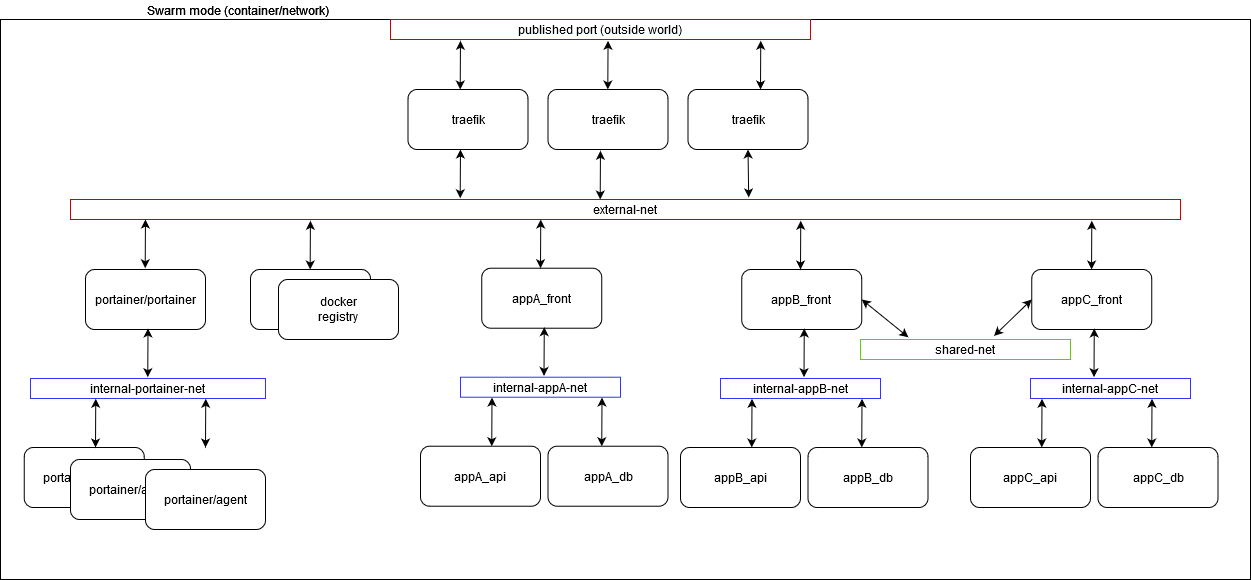 Swarm mode (container/network)
published port (outside world)
traefik
traefik
traefik
external-net
portainer/portainer
docker
registry
appA_front
appB_front
appC_front
shared-net
internal-portainer-net
internal-appA-net
internal-appB-net
internal-appC-net
porta
portainer/a
portainer/agent
appA_api
appA_db
appB_api
appB_db
appC_api
appC_db